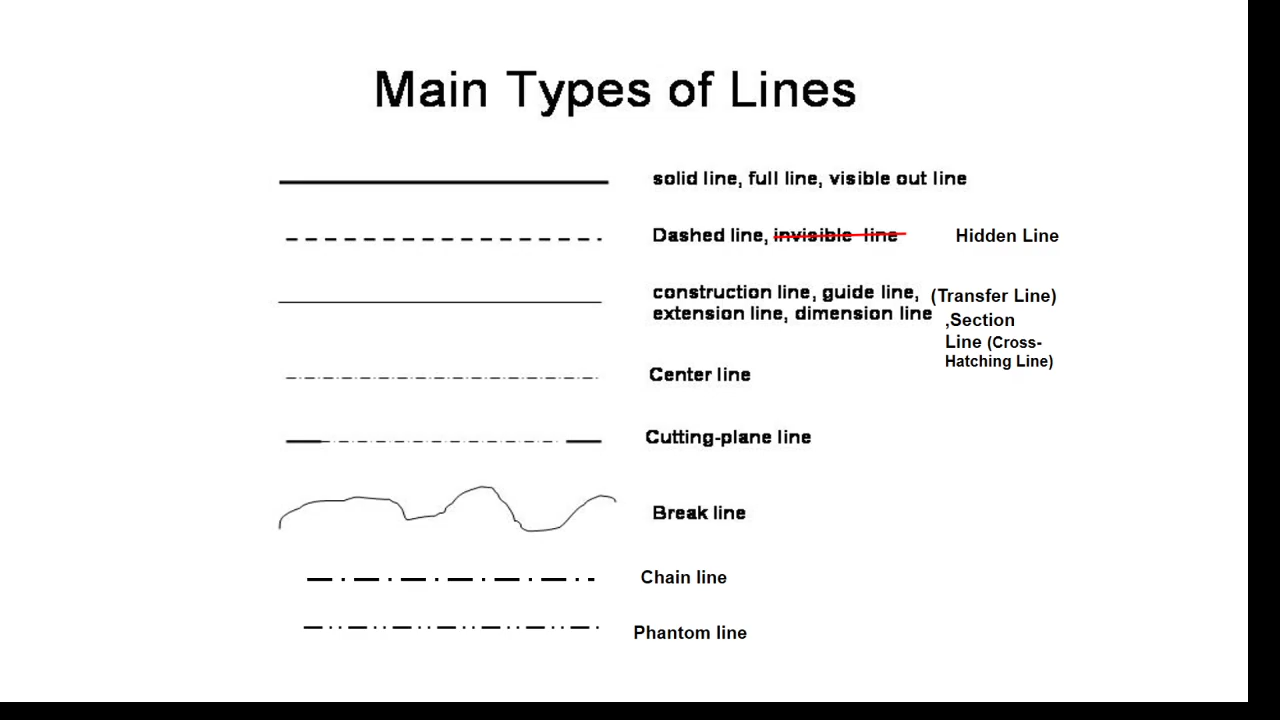 Main Types of Lines
solid line, full line, visible out line
Dashed line, invisible line Hidden Line
construction line, guide line, (Transfer Line)
extension line, dimension line ,Section
Line (Cross-
Hatching Line)
Center line
Cutting-plane line
Break line
Chain line
Phantom line